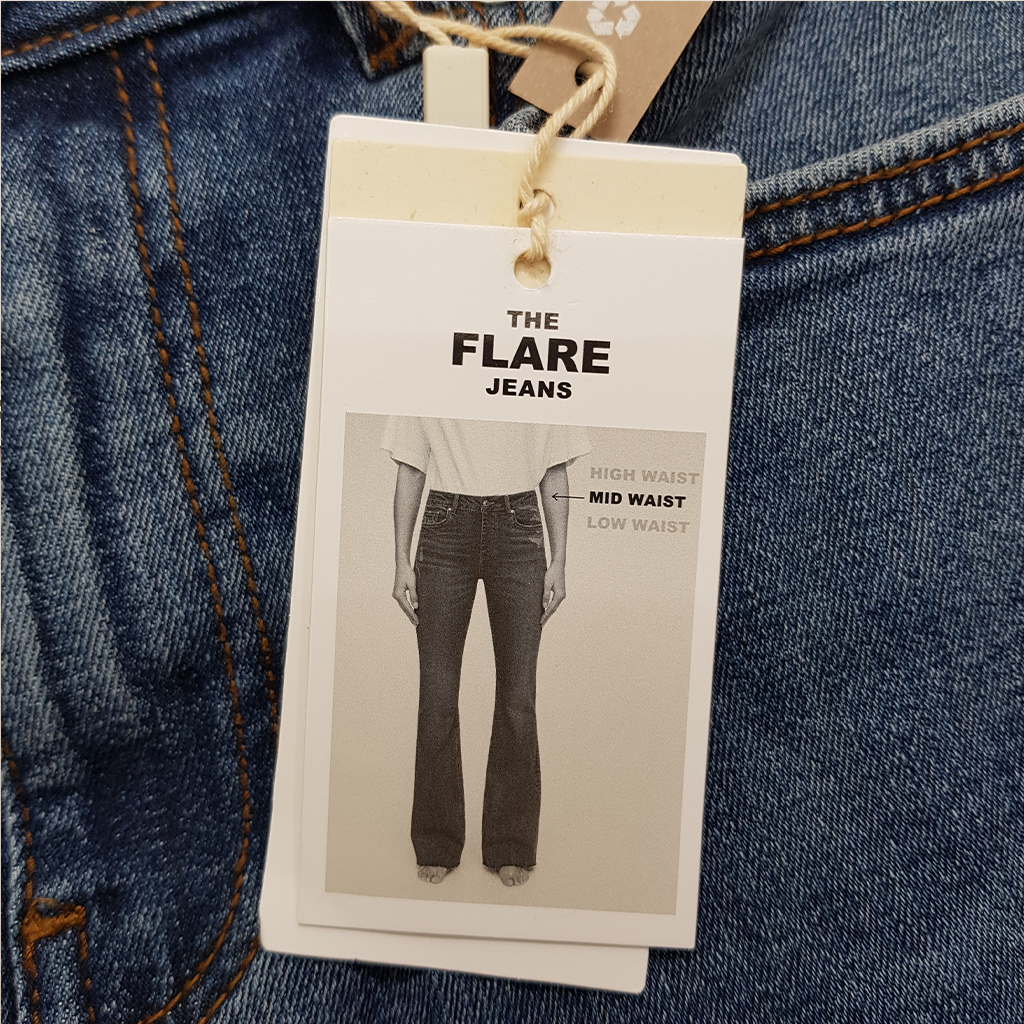 THE
FLARE
JEANS
HIGH WAIST
MID WAIST
LOW WAIST